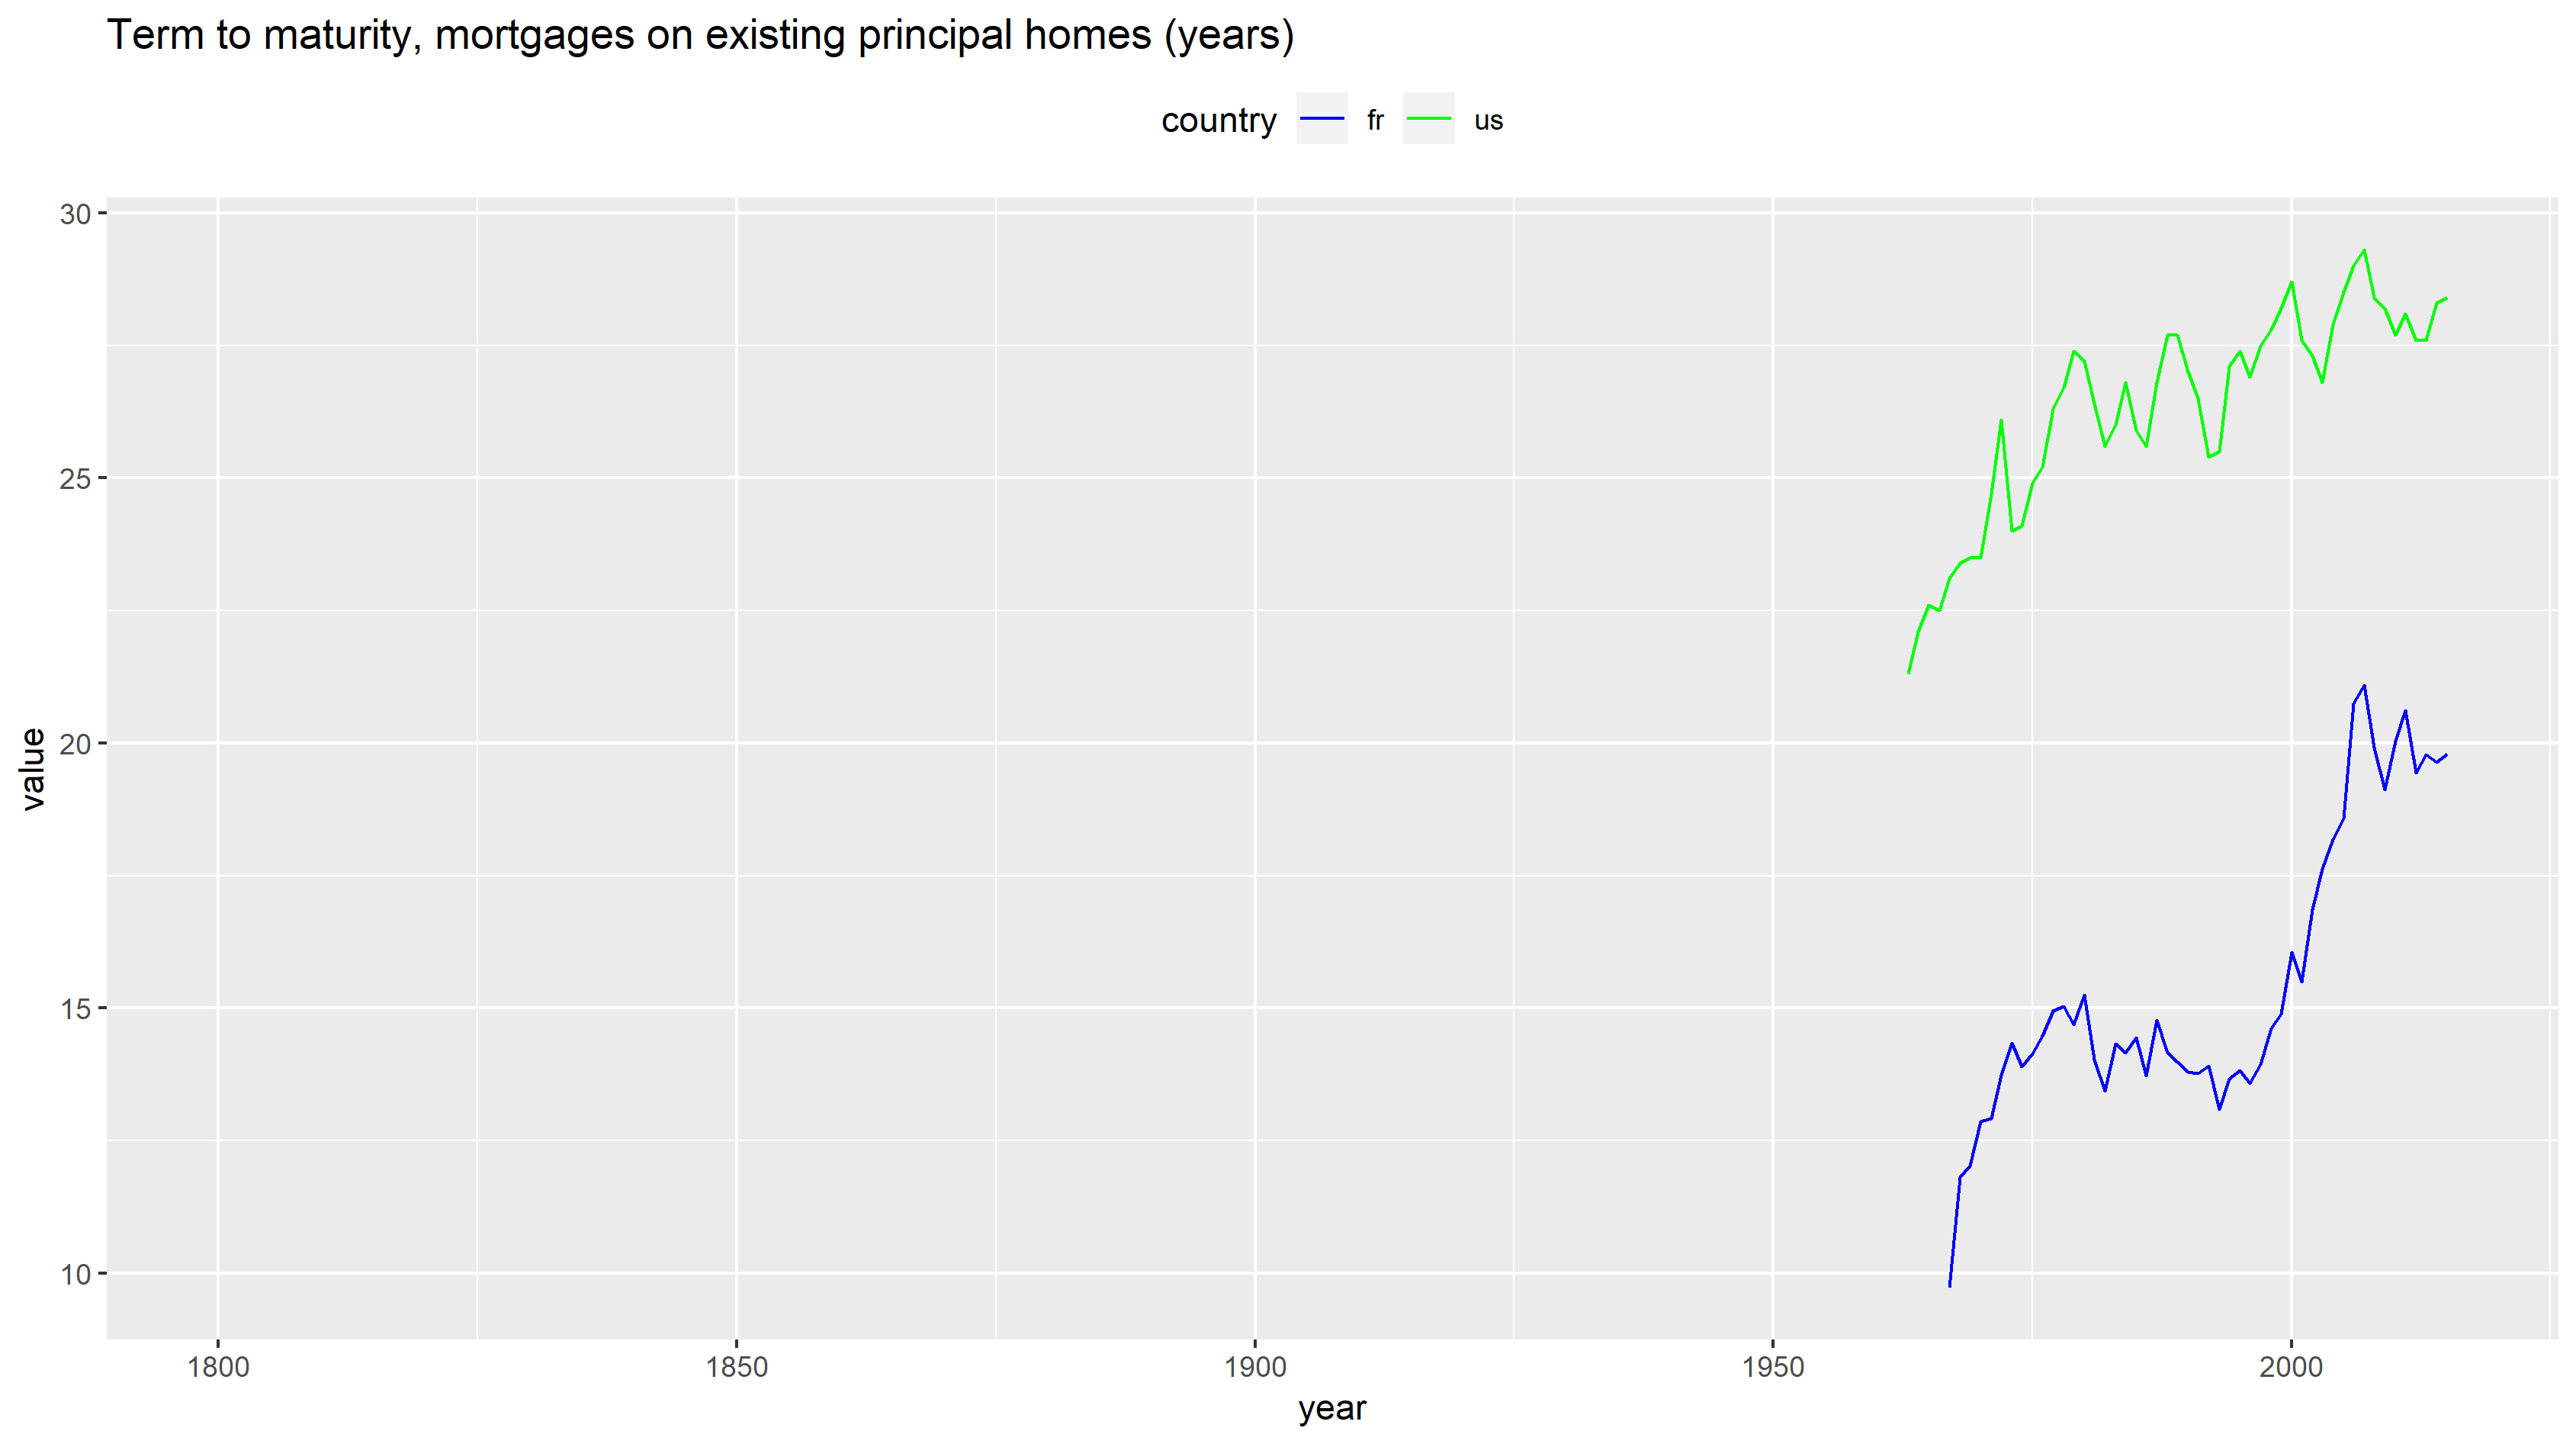 Term to maturity, mortgages on existing principal homes (years)
country fr us
30
25
20
15
10
value
1800 1850 1900 1950 2000
year